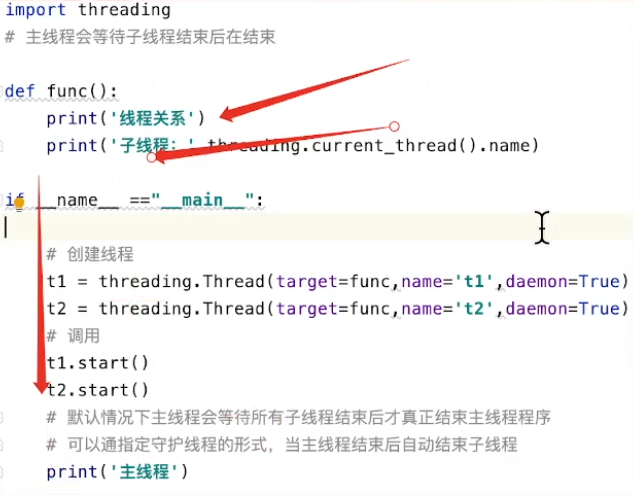 import threading
# 主线程会等待子线程结束后在结束
def func():
print('线程关系')
print('子线程:' threading.current_thread().name)
if __name__ =="__main__":
# 创建线程
t1 = threading.Thread(target=func,name='t1',daemon=True)
t2 = threading.Thread(target=func,name='t2',daemon=True)
# 调用
t1.start()
t2.start()
# 默认情况下主线程会等待所有子线程结束后才真正结束主线程程序
# 可以通指定守护线程的形式，当主线程结束后自动结束子线程
print('主线程')